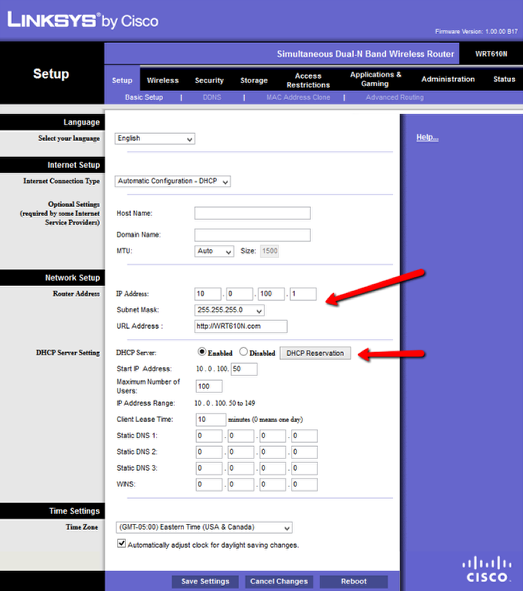 LINKSYS® by Cisco
Firmware Version: 1.00.00 B17
Simultaneous Dual-N Band Wireless Router WRT610N
Setup
Setup Wireless Security Storage Access Restrictions Applications & Gaming Administration Status
Basic Setup | DDNS | MAC Address Clone | Advanced Routing
Language
Select your language English
Help...
Internet Setup
Internet Connection Type Automatic Configuration - DHCP
Optional Settings
(required by some Internet
Service Providers)
Host Name:
Domain Name:
MTU: Auto Size: 1500
Network Setup
Router Address IP Address: 10 . 0 . 100 . 1
Subnet Mask: 255.255.255.0
URL Address : http://WRT610N.com
DHCP Server Setting DHCP Server: Enabled Disabled DHCP Reservation
Start IP Address: 10 . 0 . 100. 50
Maximum Number of
Users: 100
IP Address Range: 10 . 0 . 100. 50 to 149
Client Lease Time: 10 minutes (0 means one day)
Static DNS 1: 0 . 0 . 0 . 0
Static DNS 2: 0 . 0 . 0 . 0
Static DNS 3: 0 . 0 . 0 . 0
WINS: 0 . 0 . 0 . 0
Time Settings
Time Zone (GMT-05:00) Eastern Time (USA & Canada)
Automatically adjust clock for daylight saving changes.
Save Settings Cancel Changes Reboot
CISCO.